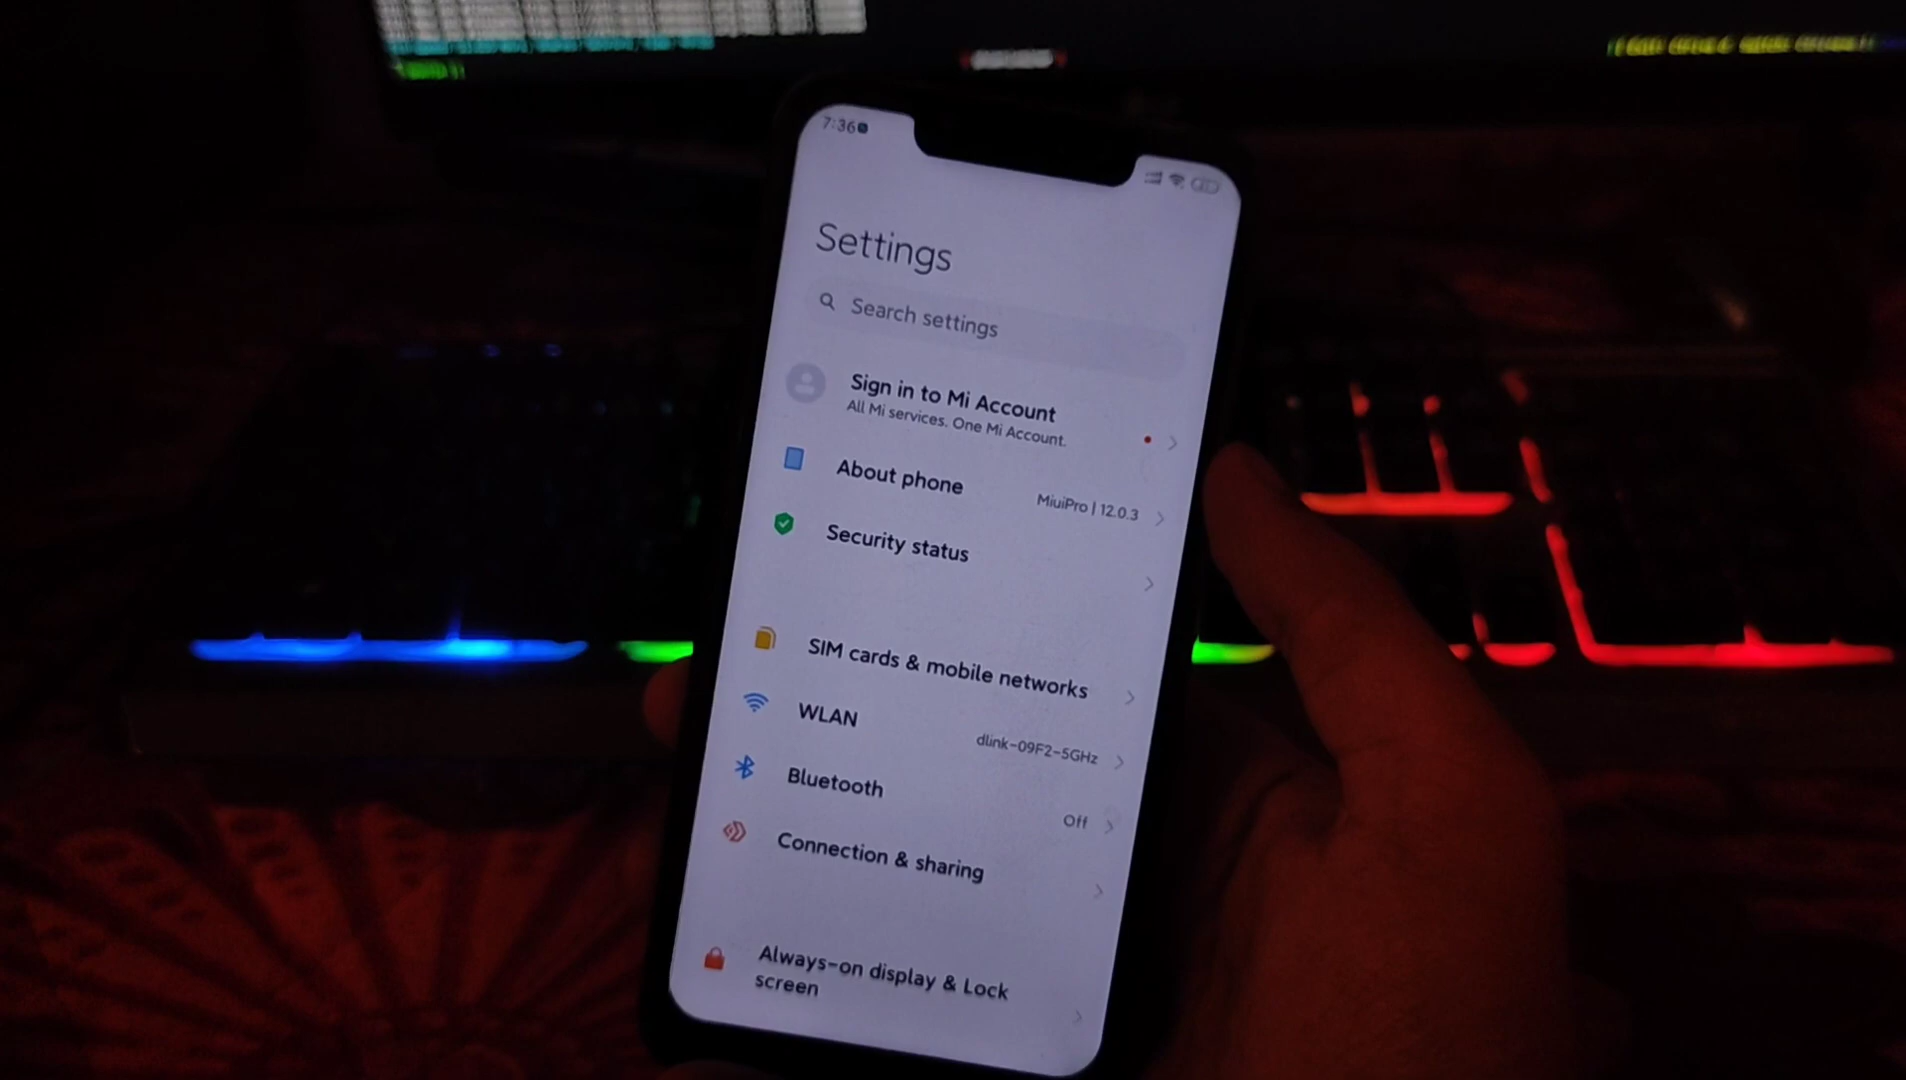 7:36
Settings
Search settings
Sign in to Mi Account
All Mi services. One Mi Account.
About phone
MiuiPro | 12.0.3
Security status
SIM cards & mobile networks
WLAN
dlink-09F2-5GHz
Bluetooth
Off
Connection & sharing
Always-on display & Lock
screen